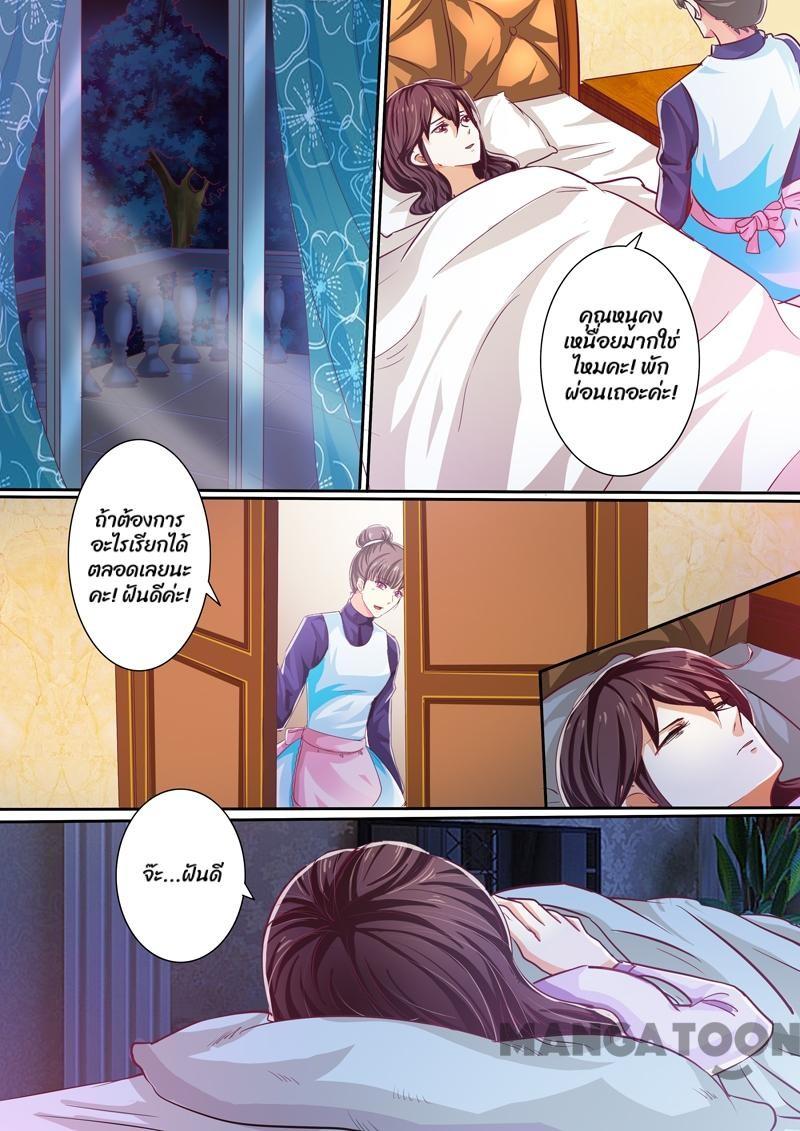 คุณหนูคง
เหนื่อยมากใช่
ไหมคะ! พัก
ผ่อนเถอะค่ะ!
ถ้าต้องการ
อะไรเรียกได้
ตลอดเลยนะ
คะ! ฝันดีค่ะ!
จ๊ะ...ฝันดี
MANGATOON